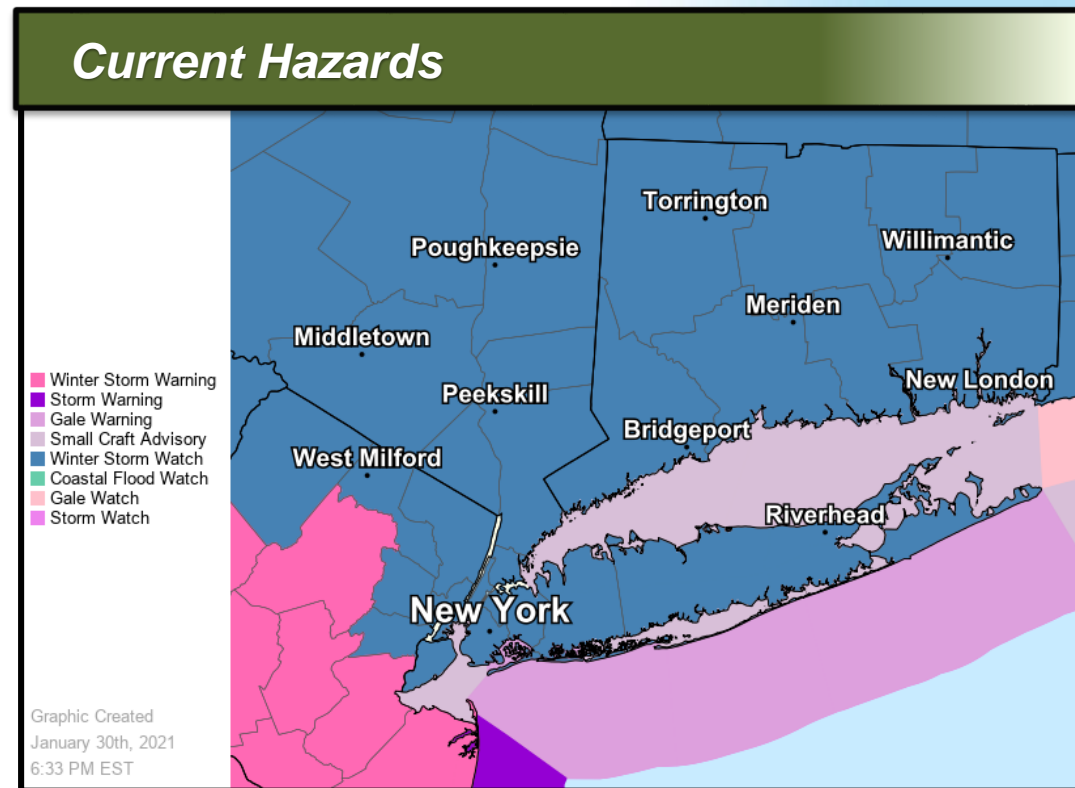 Current Hazards
Torrington
Willimantic
Poughkeepsie
Meriden
Middletown
New London
Peekskill
Bridgeport
West Milford
Riverhead
New York
Winter Storm Warning
Storm Warning
Gale Warning
Small Craft Advisory
Winter Storm Watch
Coastal Flood Watch
Gale Watch
Storm Watch
Graphic Created
January 30th, 2021
6:33 PM EST